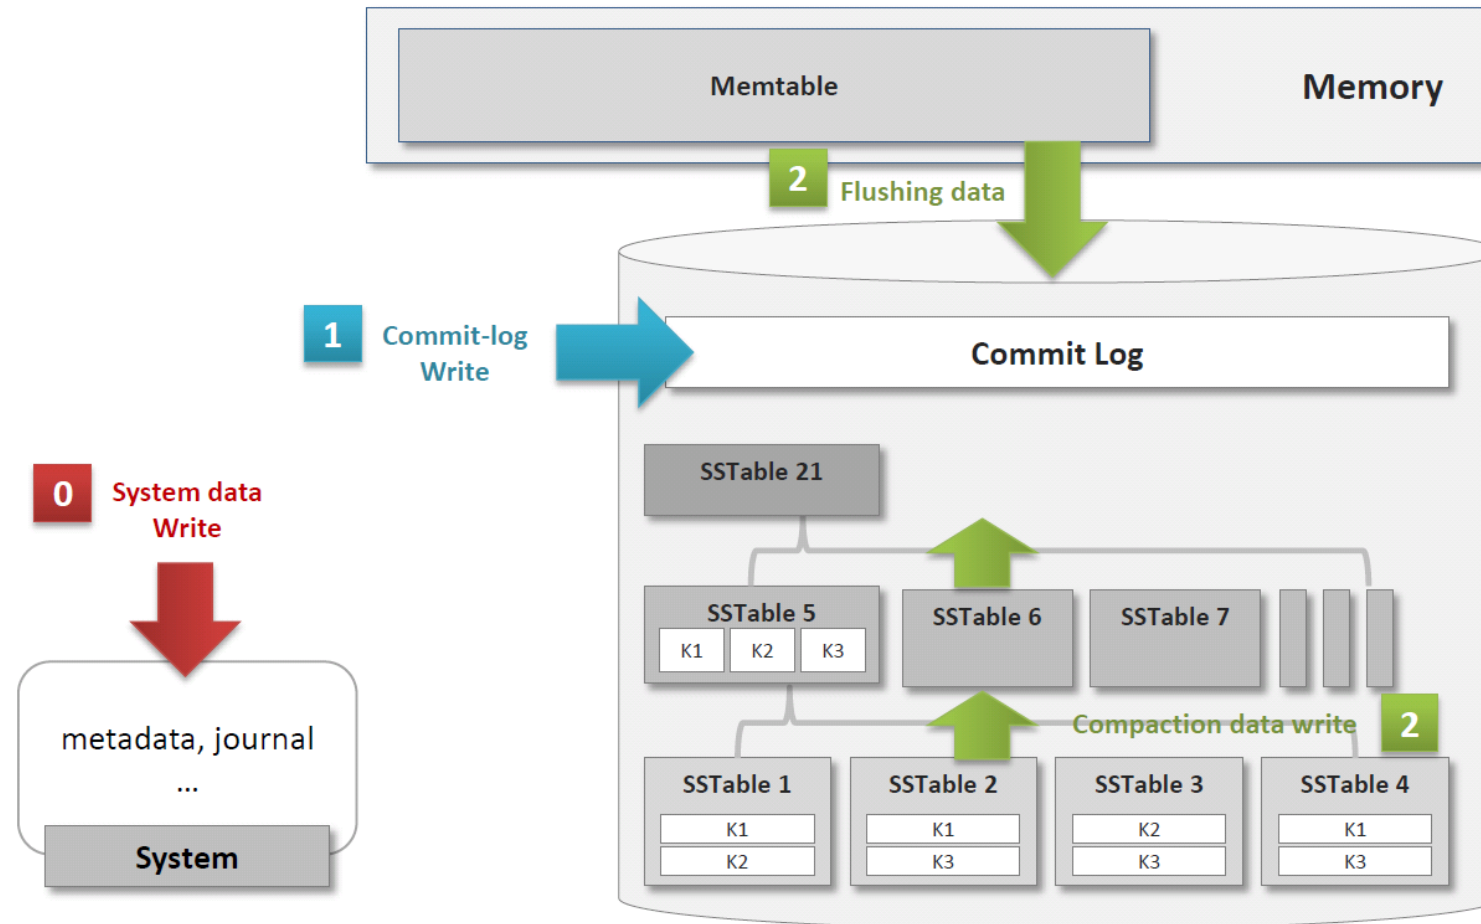 Memtable
Memory
2
Flushing data
1
Commit-log
Write
Commit Log
0
System data
Write
metadata, journal
...
System
SSTable 21
SSTable 5
K1
K2
K3
SSTable 6
SSTable 7
Compaction data write
2
SSTable 1
K1
K2
SSTable 2
K1
K3
SSTable 3
K2
K3
SSTable 4
K1
K3